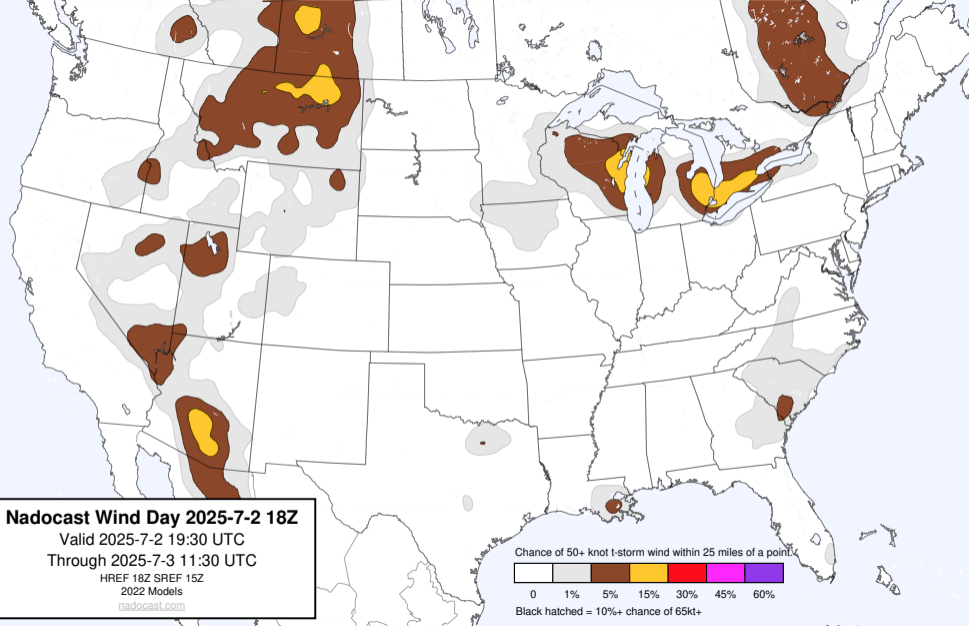 Nadocast Wind Day 2025-7-2 18Z
Valid 2025-7-2 19:30 UTC
Through 2025-7-3 11:30 UTC
HREF 18Z SREF 15Z
2022 Models
nadocast.com
Chance of 50+ knot t-storm wind within 25 miles of a point.
0 1% 5% 15% 30% 45% 60%
Black hatched = 10%+ chance of 65kt+